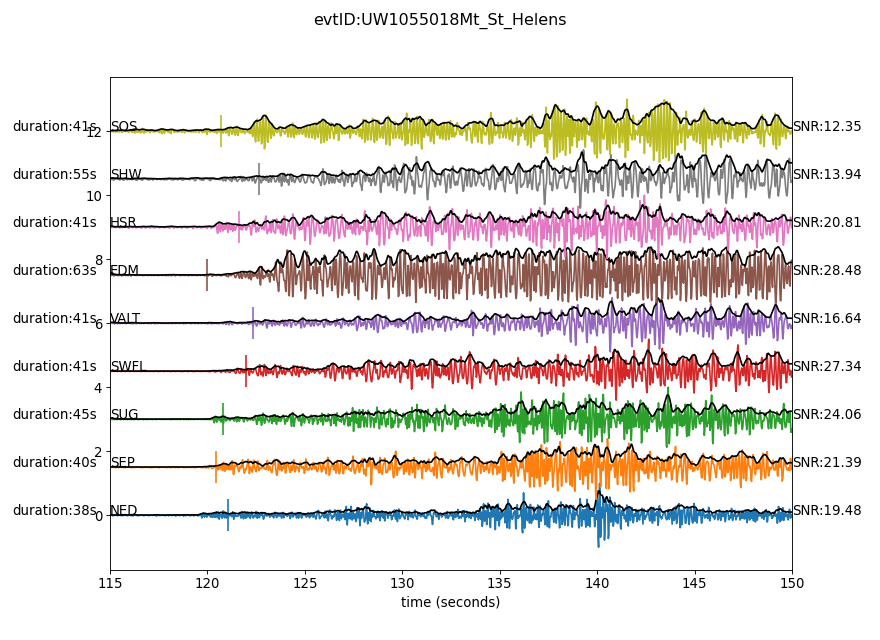 evtID:UW1055018Mt_St_Helens
duration:41s SOS SNR:12.35
12
duration:55s SHW SNR:13.94
10
duration:41s HSR SNR:20.81
8
duration:63s EDM SNR:28.48
duration:41s VALT SNR:16.64
6
duration:41s SWFL SNR:27.34
4
duration:45s SUG SNR:24.06
2
duration:40s SEP SNR:21.39
duration:38s NED SNR:19.48
0
115 120 125 130 135 140 145 150
time (seconds)